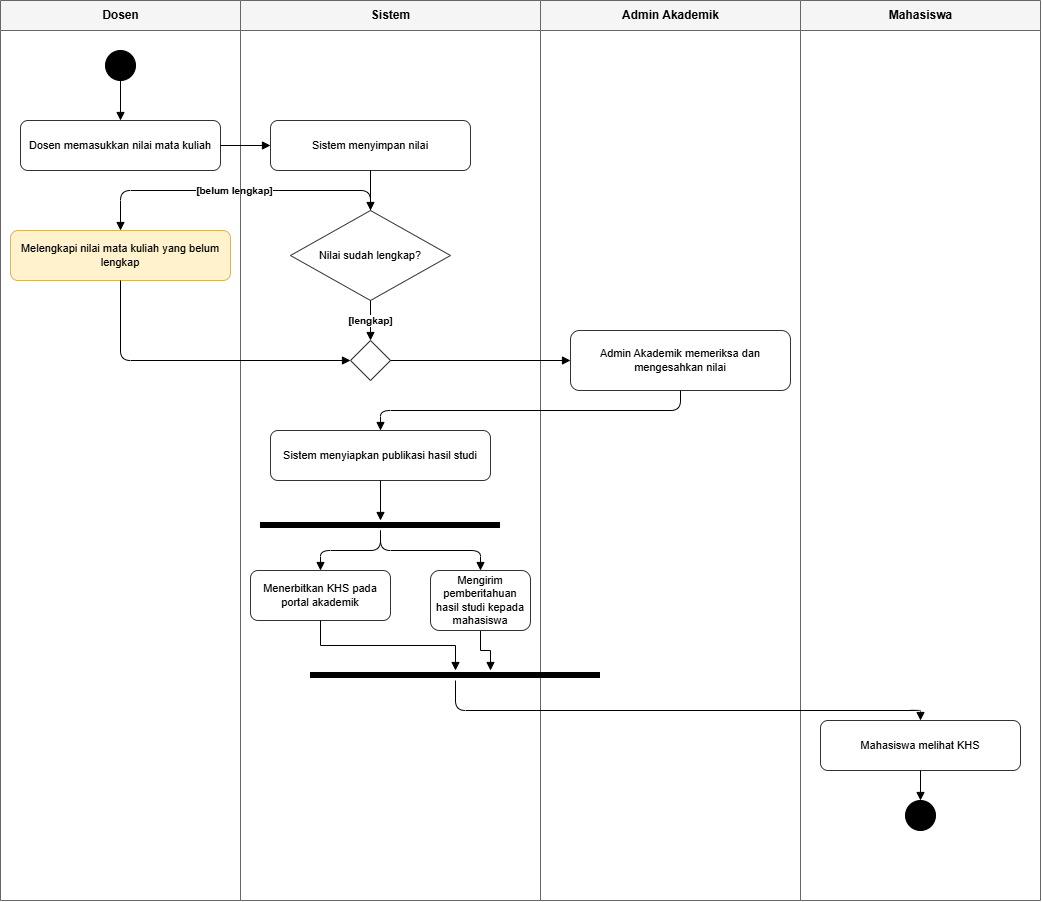 Dosen
Sistem
Admin Akademik
Mahasiswa
Dosen memasukkan nilai mata kuliah
Sistem menyimpan nilai
[belum lengkap]
Melengkapi nilai mata kuliah yang belum
lengkap
Nilai sudah lengkap?
[lengkap]
Admin Akademik memeriksa dan
mengesahkan nilai
Sistem menyiapkan publikasi hasil studi
Menerbitkan KHS pada
portal akademik
Mengirim
pemberitahuan
hasil studi kepada
mahasiswa
Mahasiswa melihat KHS